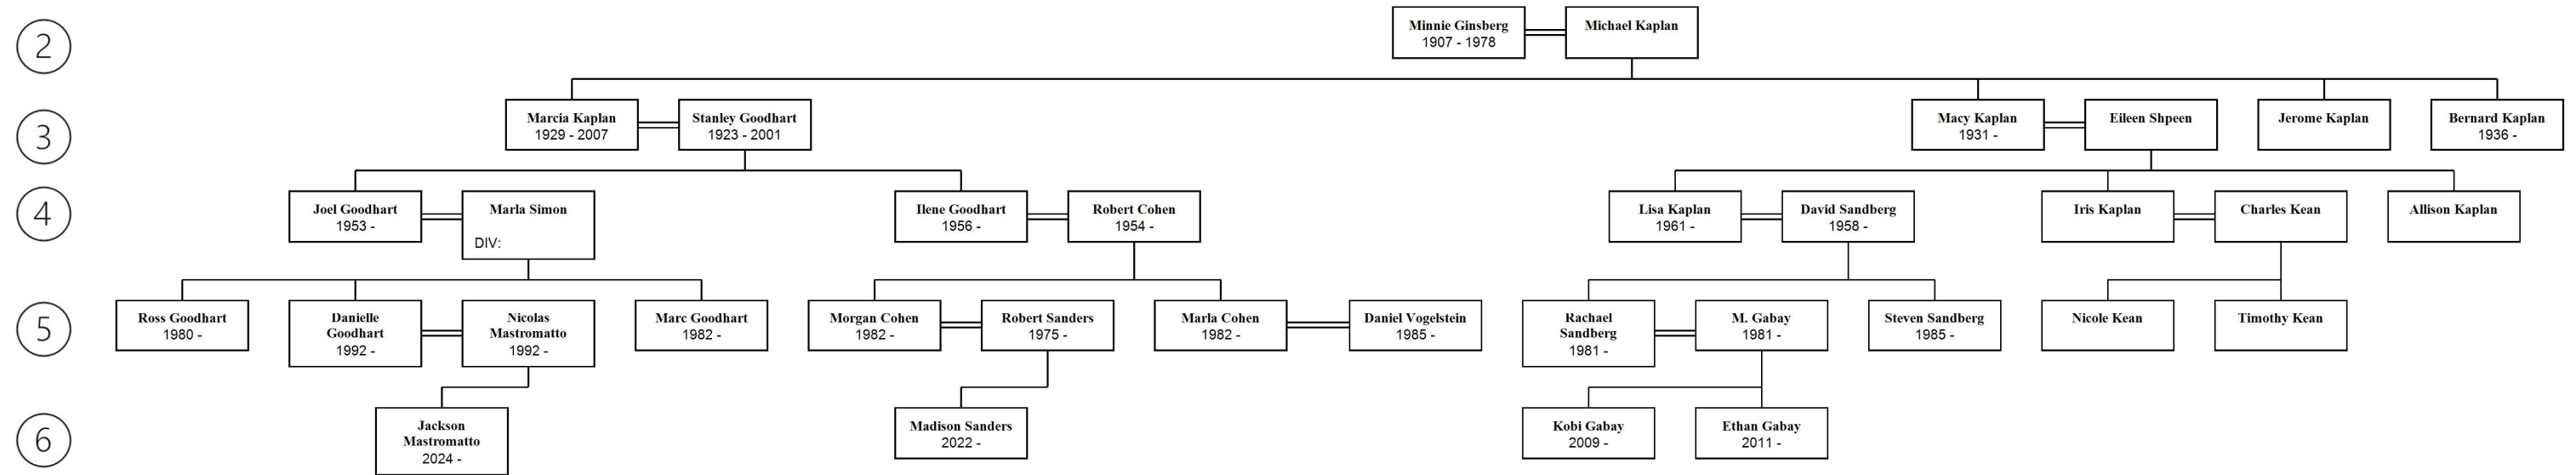 2
Minnie Ginsberg
1907 - 1978
Michael Kaplan
3
Marcia Kaplan
1929 - 2007
Stanley Goodhart
1923 - 2001
Macy Kaplan
1931 -
Eileen Shpeen
Jerome Kaplan
Bernard Kaplan
1936 -
4
Joel Goodhart
1953 -
Marla Simon
DIV:
Ilene Goodhart
1956 -
Robert Cohen
1954 -
Lisa Kaplan
1961 -
David Sandberg
1958 -
Iris Kaplan
Charles Kean
Allison Kaplan
5
Ross Goodhart
1980 -
Danielle
Goodhart
1992 -
Nicolas
Mastromatto
1992 -
Marc Goodhart
1982 -
Morgan Cohen
1982 -
Robert Sanders
1975 -
Marla Cohen
1982 -
Daniel Vogelstein
1985 -
Rachael
Sandberg
1981 -
M. Gabay
1981 -
Steven Sandberg
1985 -
Nicole Kean
Timothy Kean
6
Jackson
Mastromatto
2024 -
Madison Sanders
2022 -
Kobi Gabay
2009 -
Ethan Gabay
2011 -